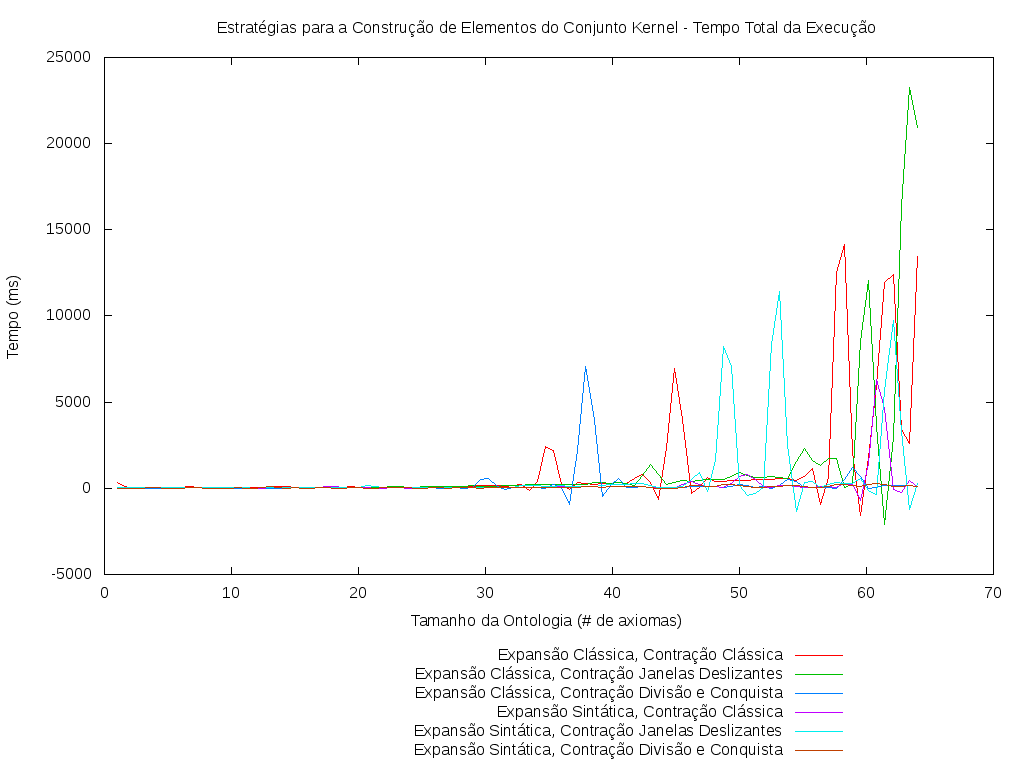 Estratégias para a Construção de Elementos do Conjunto Kernel - Tempo Total da Execução
25000
20000
15000
10000
5000
0
-5000
Tempo (ms)
0 10 20 30 40 50 60 70
Tamanho da Ontologia (# de axiomas)
Expansão Clássica, Contração Clássica
Expansão Clássica, Contração Janelas Deslizantes
Expansão Clássica, Contração Divisão e Conquista
Expansão Sintática, Contração Clássica
Expansão Sintática, Contração Janelas Deslizantes
Expansão Sintática, Contração Divisão e Conquista